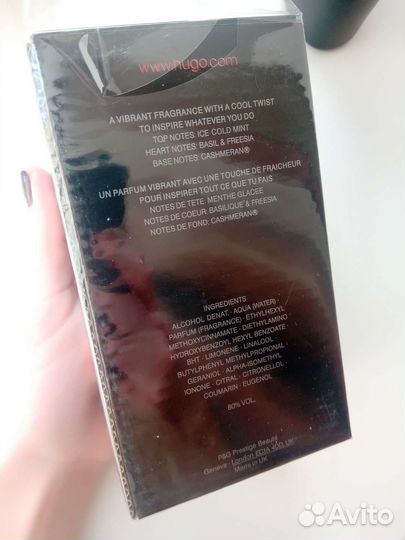 www.hugo.com
A VIBRANT FRAGRANCE WITH A COOL TWIST
TO INSPIRE WHATEVER YOU DO
TOP NOTES: ICE COLD MINT
HEART NOTES: BASIL & FREESIA
BASE NOTES: CASHMERAN®
UN PARFUM VIBRANT AVEC UNE TOUCHE DE FRAICHEUR
POUR INSPIRER TOUT CE QUE TU FAIS
NOTES DE TETE: MENTHE GLACEE
NOTES DE COEUR: BASILIQUE & FREESIA
NOTES DE FOND: CASHMERAN®
INGREDIENTS
ALCOHOL DENAT. · AQUA (WATER) ·
PARFUM (FRAGRANCE) · ETHYLHEXYL
METHOXYCINNAMATE · DIETHYLAMINO
HYDROXYBENZOYL HEXYL BENZOATE ·
BHT · LIMONENE · LINALOOL ·
BUTYLPHENYL METHYLPROPIONAL ·
GERANIOL · ALPHA-ISOMETHYL
IONONE · CITRAL · CITRONELLOL ·
COUMARIN · EUGENOL
80% VOL.
P&G Prestige Beauté
Geneva · London EC1A 4DD, UK
Made in UK
Avito